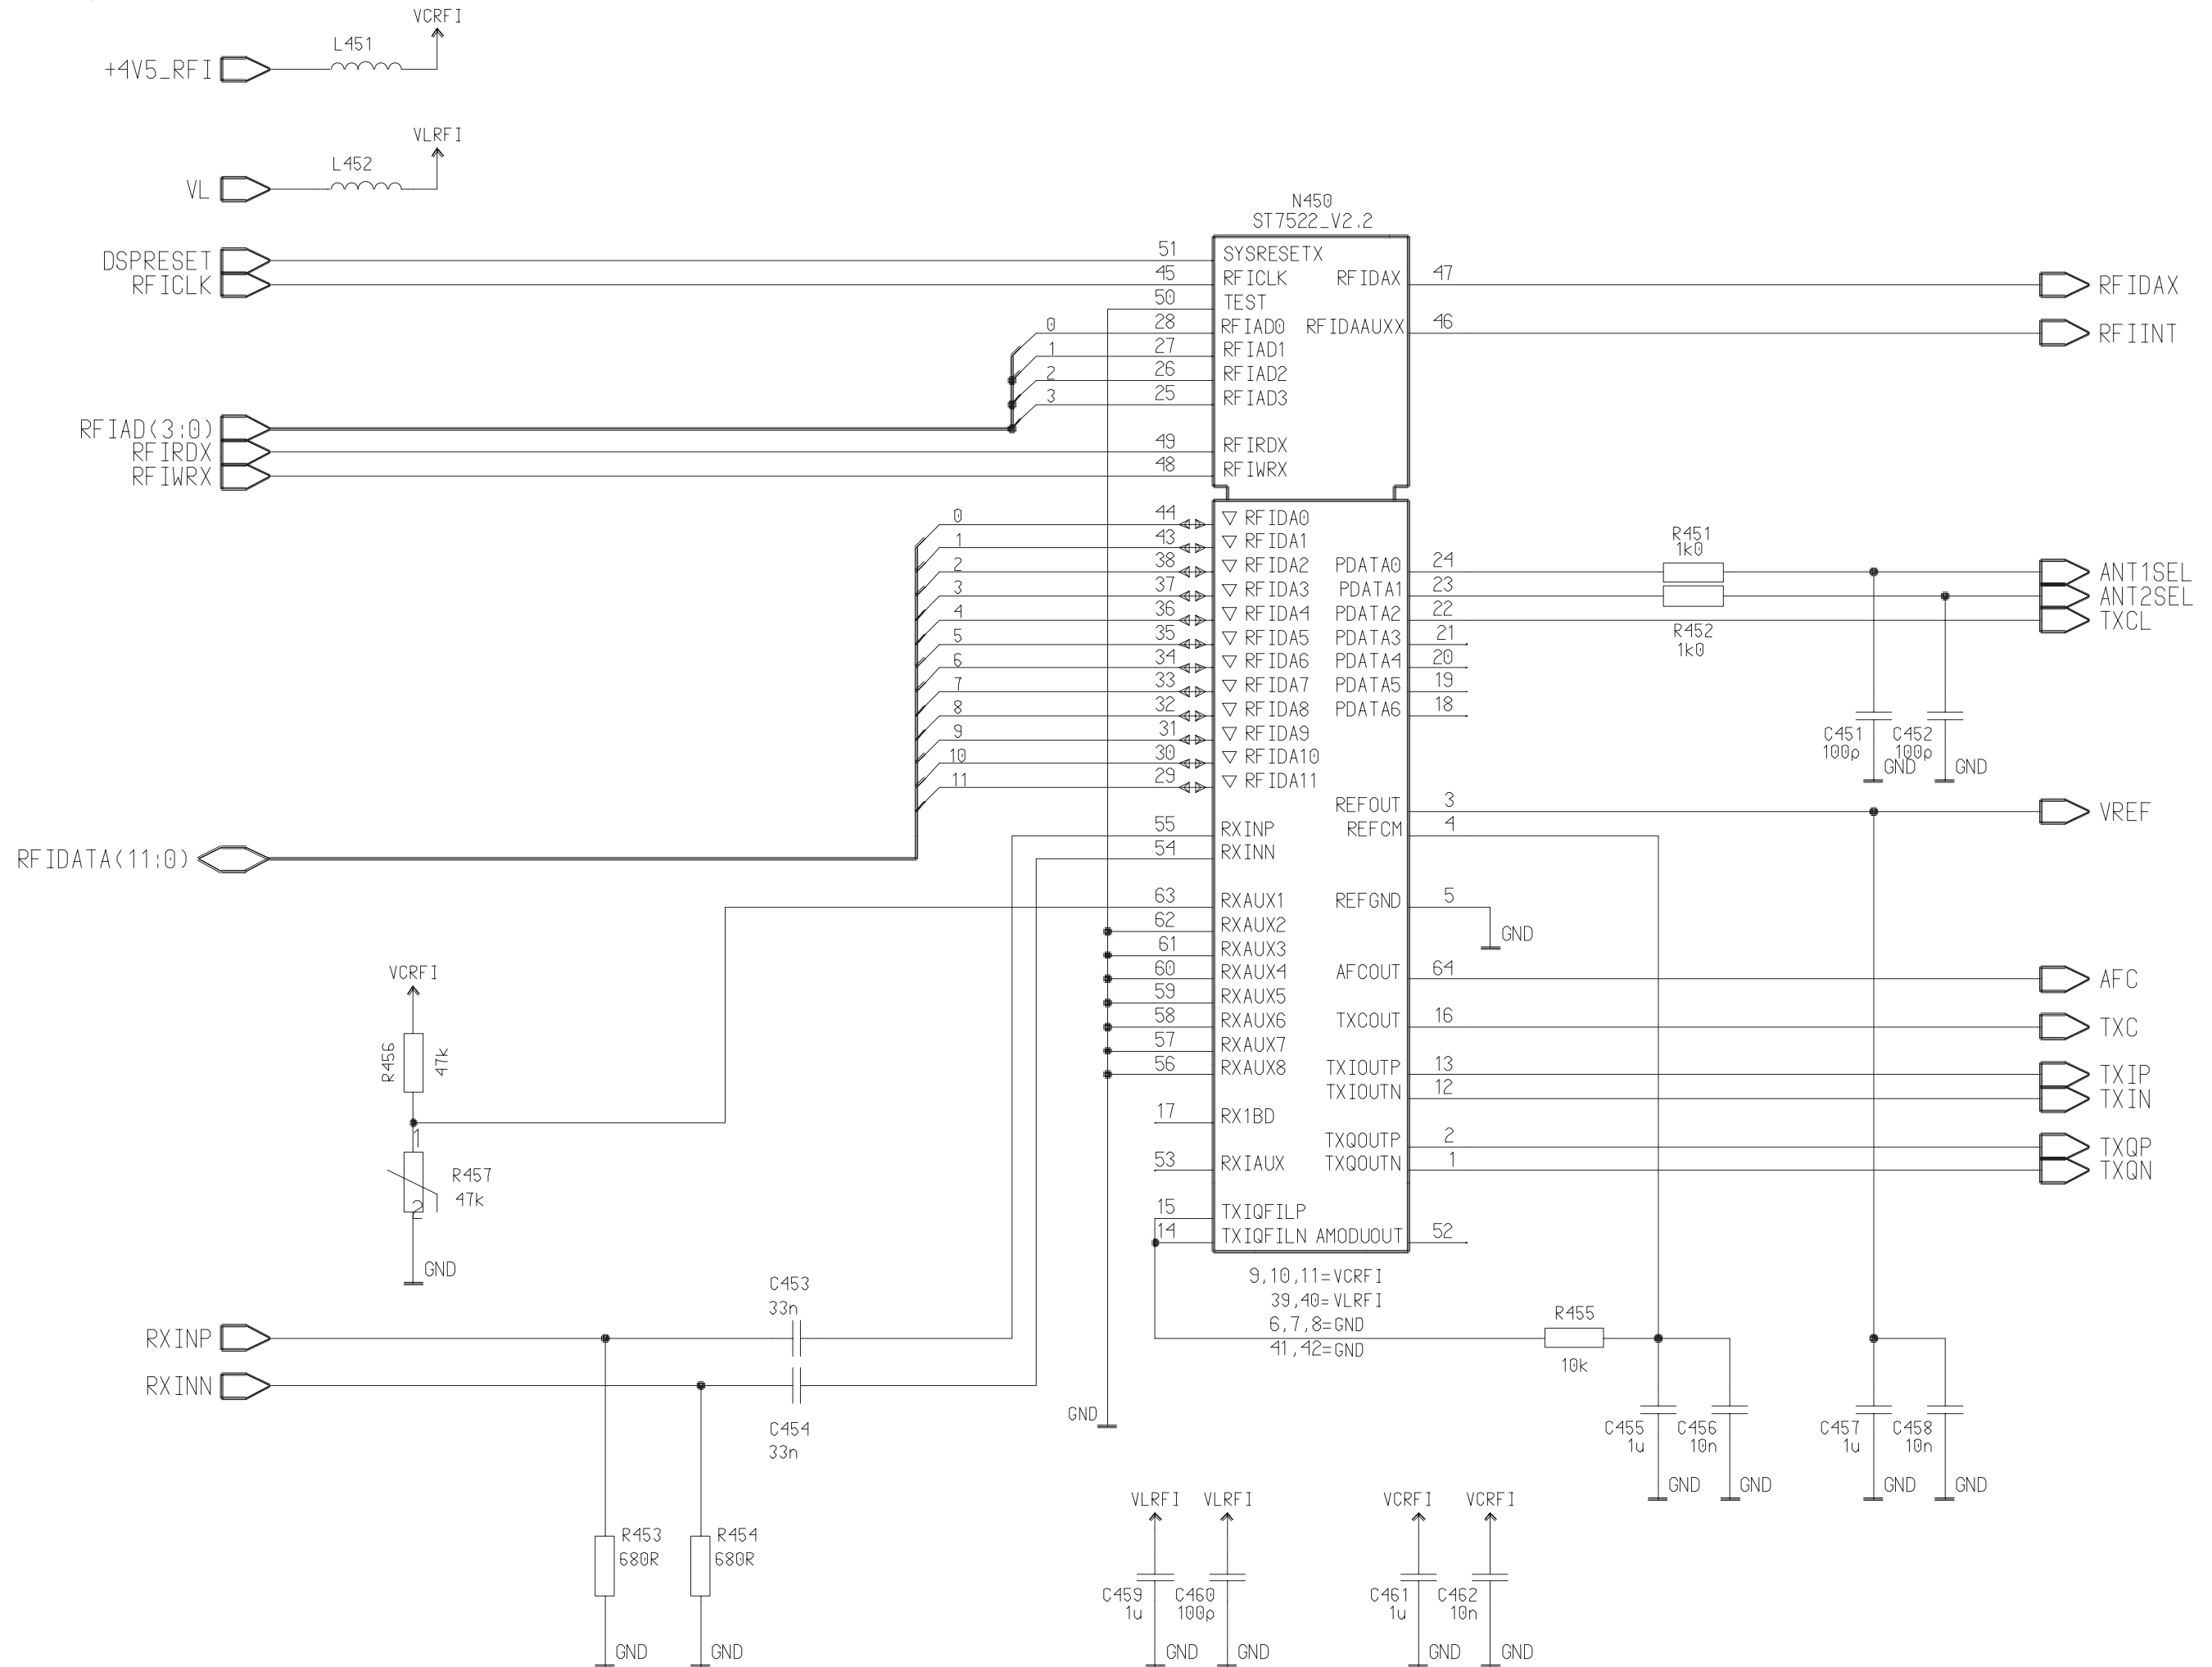 VCRFI
L451
+4V5_RFI
VLRFI
L452
VL
N450
ST7522_V2.2
DSPRESET
51
SYSRESETX
RFICLK
45
RFICLK
RFIDAX
47
RFIDAX
50
TEST
0
28
RFIAD0
RFIDAAUXX
46
RFIINT
1
27
RFIAD1
2
26
RFIAD2
3
25
RFIAD3
RFIAD(3:0)
RFIRDX
49
RFIRDX
RFIWRX
48
RFIWRX
0
44
RFIDA0
1
43
RFIDA1
R451
1k0
2
38
RFIDA2
PDATA0
24
ANT1SEL
3
37
RFIDA3
PDATA1
23
ANT2SEL
4
36
RFIDA4
PDATA2
22
TXCL
5
35
RFIDA5
PDATA3
21
R452
1k0
6
34
RFIDA6
PDATA4
20
7
33
RFIDA7
PDATA5
19
8
32
RFIDA8
PDATA6
18
9
31
RFIDA9
C451
100p
C452
100p
10
30
RFIDA10
11
29
RFIDA11
GND
GND
REFOUT
3
VREF
55
RXINP
REFCM
4
54
RXINN
RFIDATA(11:0)
63
RXAUX1
REFGND
5
62
RXAUX2
GND
61
RXAUX3
VCRFI
60
RXAUX4
AFCOUT
64
AFC
59
RXAUX5
58
RXAUX6
TXCOUT
16
TXC
57
RXAUX7
R456
47k
56
RXAUX8
TXIOUTP
13
TXIP
TXIOUTN
12
TXIN
17
RX1BD
1
TXQOUTP
2
TXQP
53
RXIAUX
TXQOUTN
1
TXQN
R457
47k
2
15
TXIQFILP
14
TXIQFILN
AMODUOUT
52
GND
9,10,11=VCRFI
39,40=VLRFI
6,7,8=GND
41,42=GND
C453
33n
R455
10k
RXINP
RXINN
C454
33n
GND
C455
1u
C456
10n
C457
1u
C458
10n
GND
GND
GND
GND
VLRFI
VLRFI
VCRFI
VCRFI
R453
680R
R454
680R
C459
1u
C460
100p
C461
1u
C462
10n
GND
GND
GND
GND
GND
GND